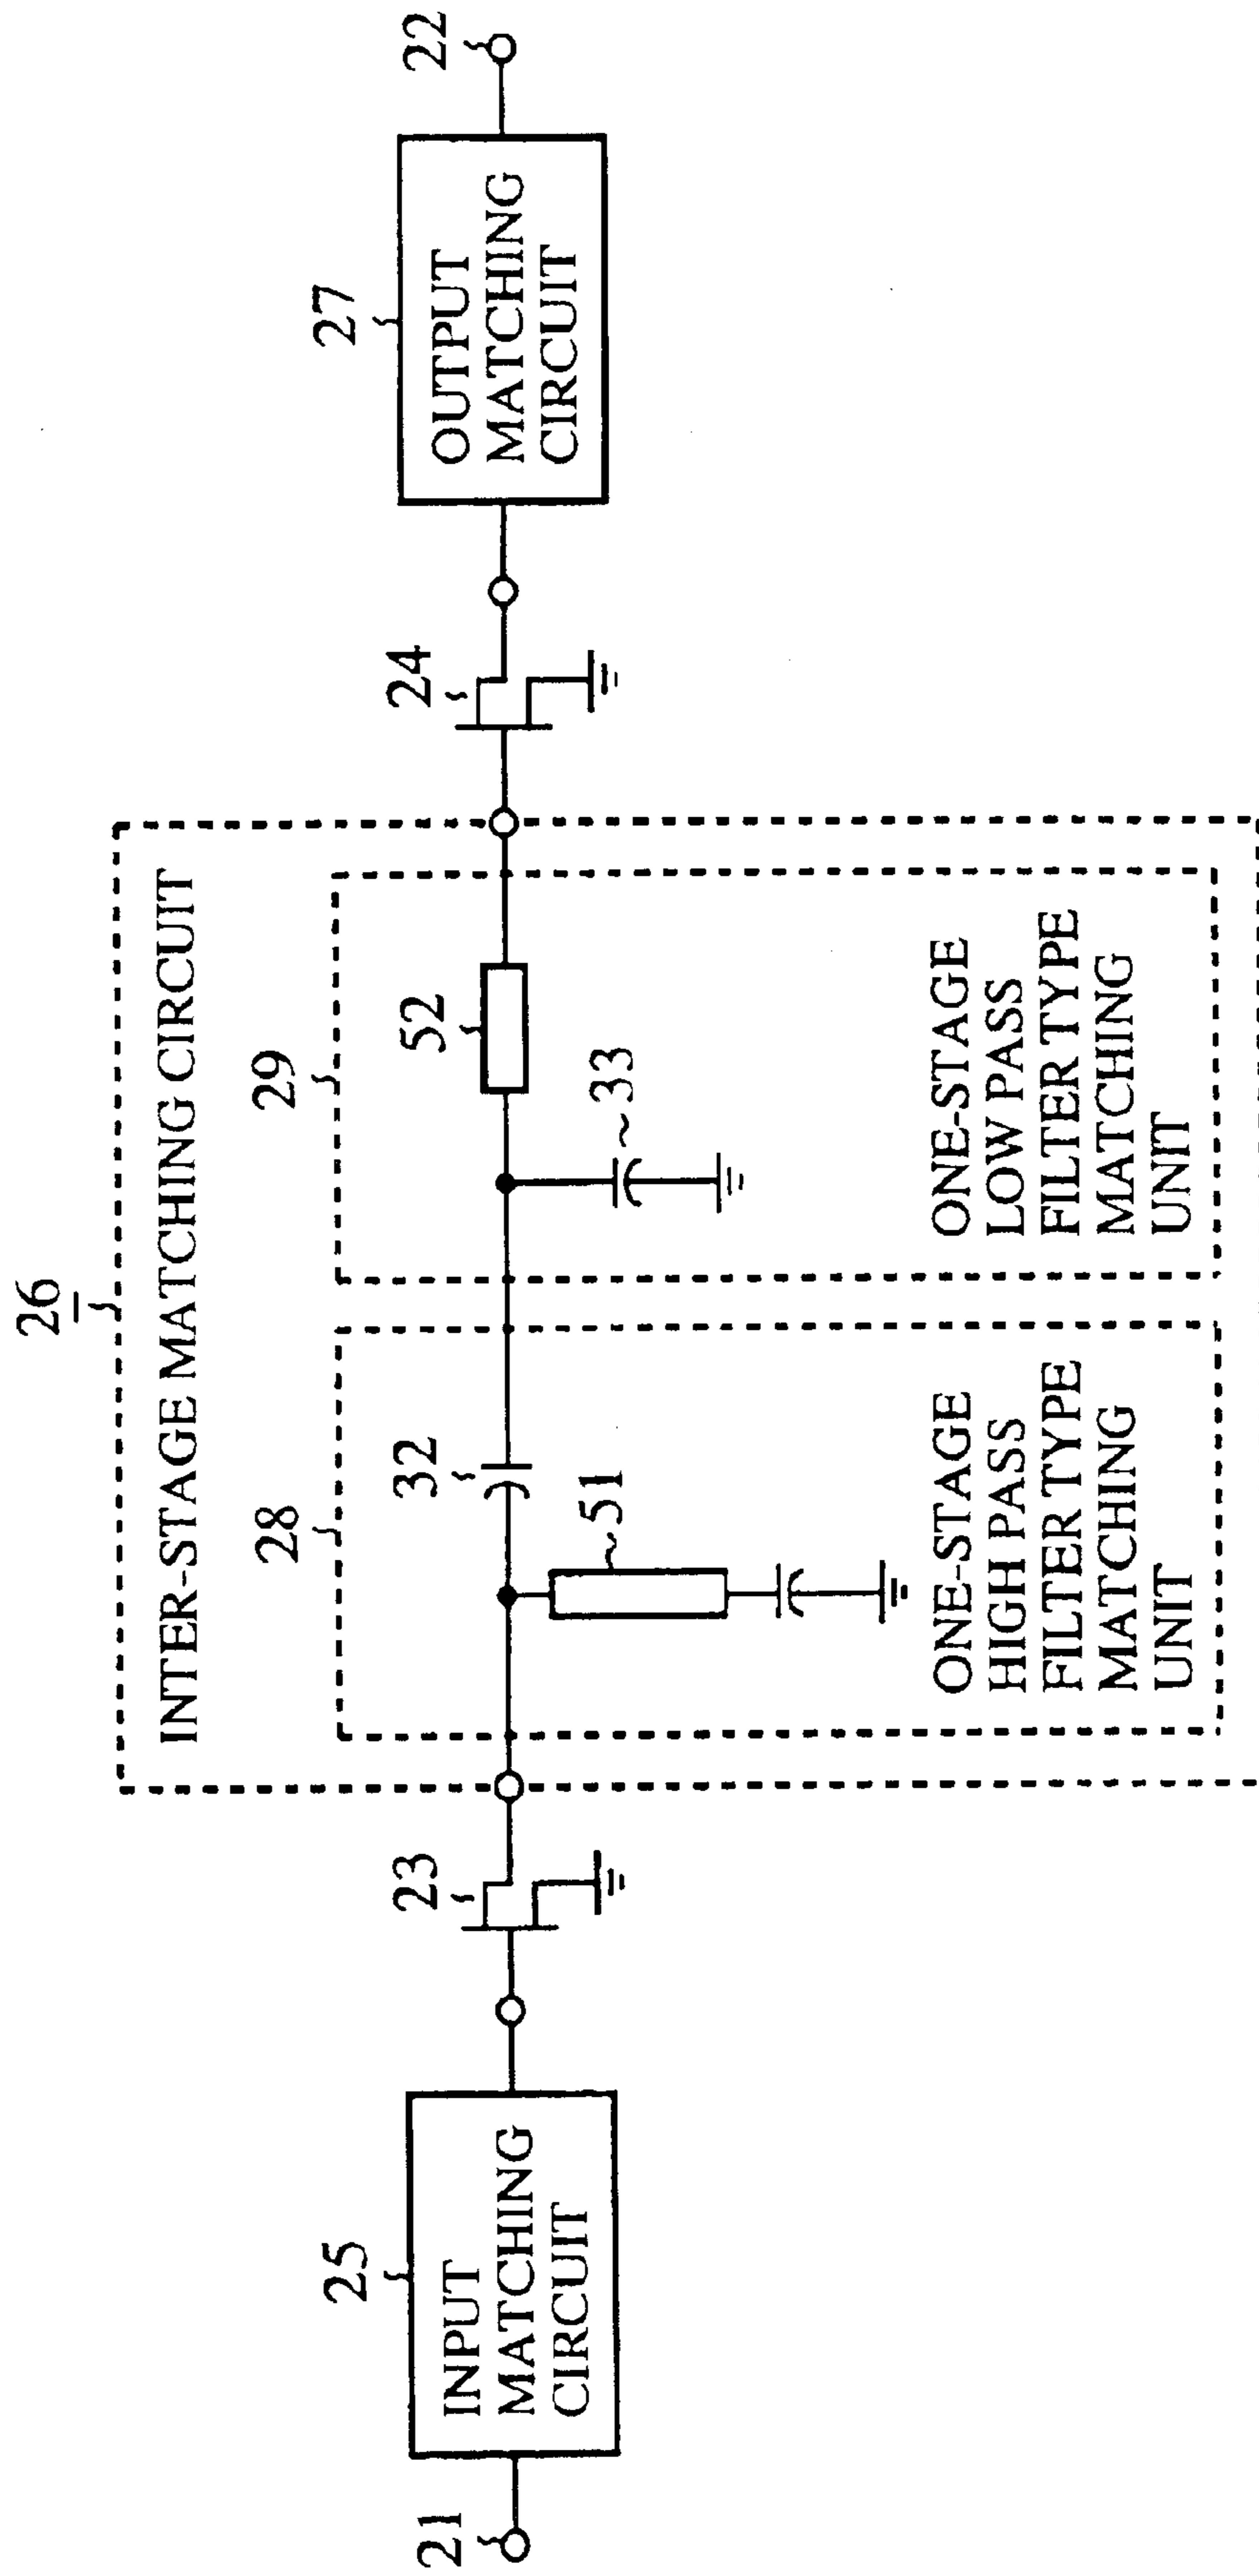 26
INTER-STAGE MATCHING CIRCUIT
28
29
27
25
23
32
52
24
22
21
51
33
INPUT
MATCHING
CIRCUIT
ONE-STAGE
HIGH PASS
FILTER TYPE
MATCHING
UNIT
ONE-STAGE
LOW PASS
FILTER TYPE
MATCHING
UNIT
OUTPUT
MATCHING
CIRCUIT